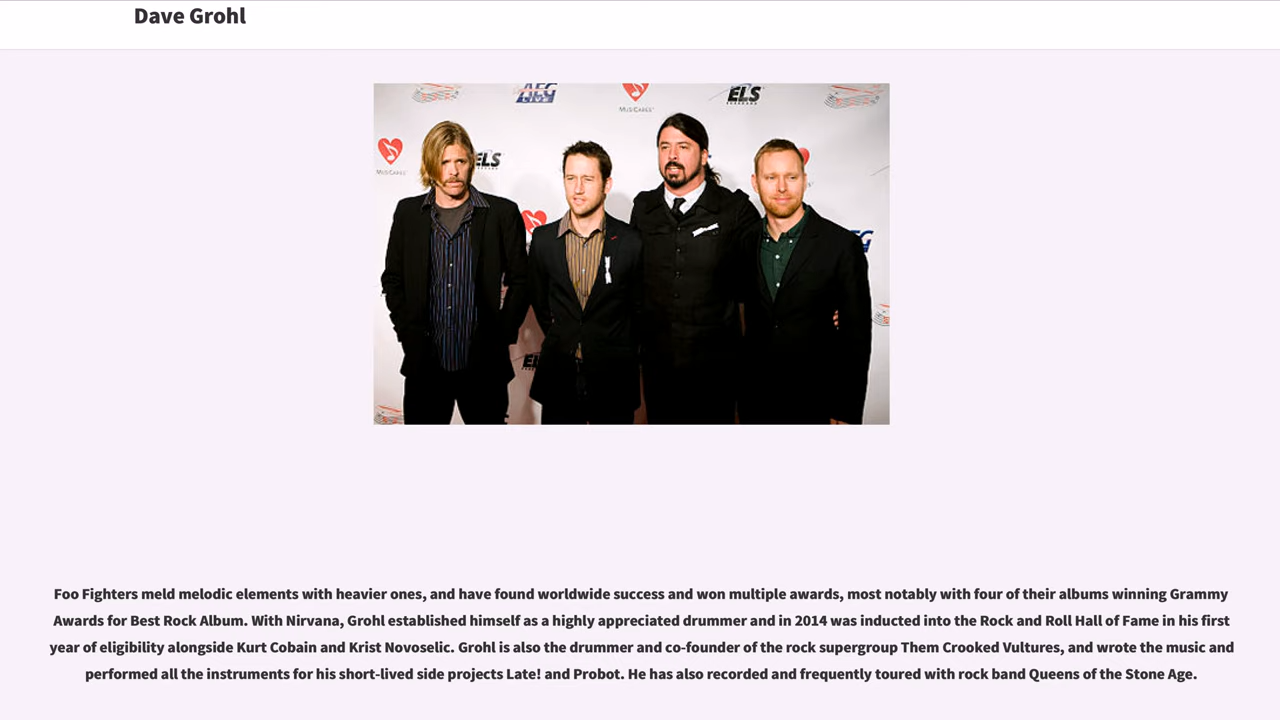 Dave Grohl
AEG
MUSICARES
ELS
MUSICARES
ELS
Foo Fighters meld melodic elements with heavier ones, and have found worldwide success and won multiple awards, most notably with four of their albums winning Grammy
Awards for Best Rock Album. With Nirvana, Grohl established himself as a highly appreciated drummer and in 2014 was inducted into the Rock and Roll Hall of Fame in his first
year of eligibility alongside Kurt Cobain and Krist Novoselic. Grohl is also the drummer and co-founder of the rock supergroup Them Crooked Vultures, and wrote the music and
performed all the instruments for his short-lived side projects Late! and Probot. He has also recorded and frequently toured with rock band Queens of the Stone Age.